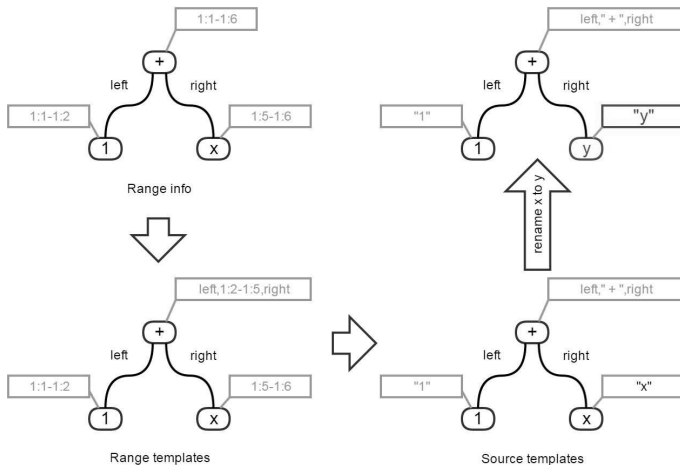 1:1-1:6
+
left
right
1:1-1:2
1
x
1:5-1:6
Range info
left," + ",right
+
left
right
"1"
1
y
"y"
rename x to y
left,1:2-1:5,right
+
left
right
1:1-1:2
1
x
1:5-1:6
Range templates
left," + ",right
+
left
right
"1"
1
x
"x"
Source templates